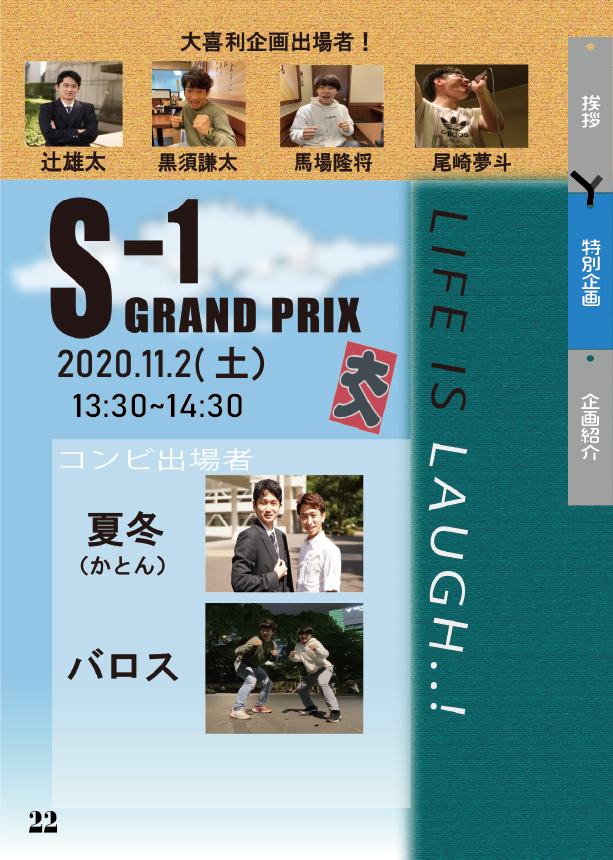 大喜利企画出場者！
辻雄太
黒須謙太
馬場隆将
尾崎夢斗
S-1
GRAND PRIX
2020.11.2(土)
13:30~14:30
大入
コンビ出場者
夏冬
（かとん）
バロス
LIFE IS LAUGH..!
挨拶
特別企画
企画紹介
22